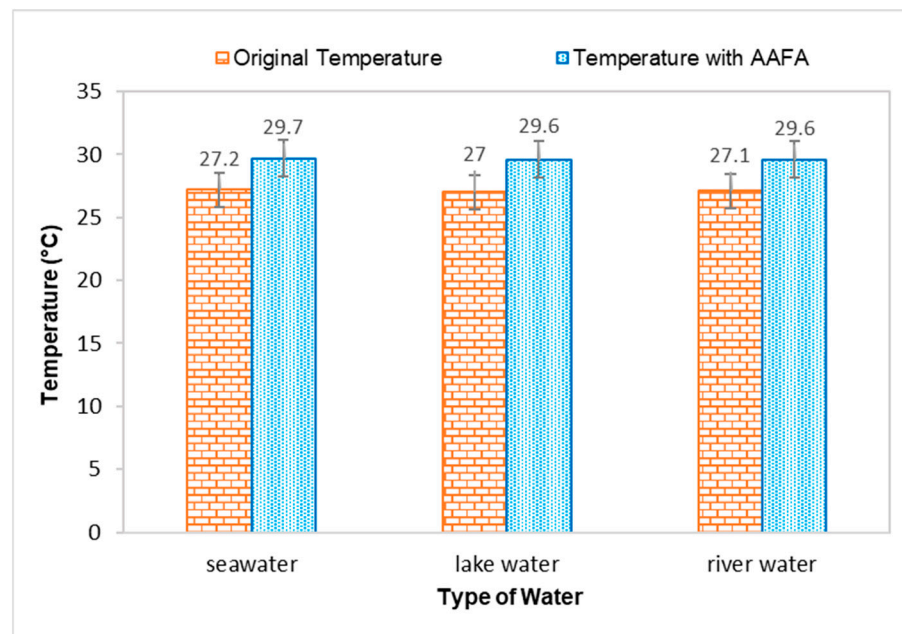 Original Temperature Temperature with AAFA
Temperature (°C)
35
30
25
20
15
10
5
0
27.2 29.7 27 29.6 27.1 29.6
seawater lake water river water
Type of Water